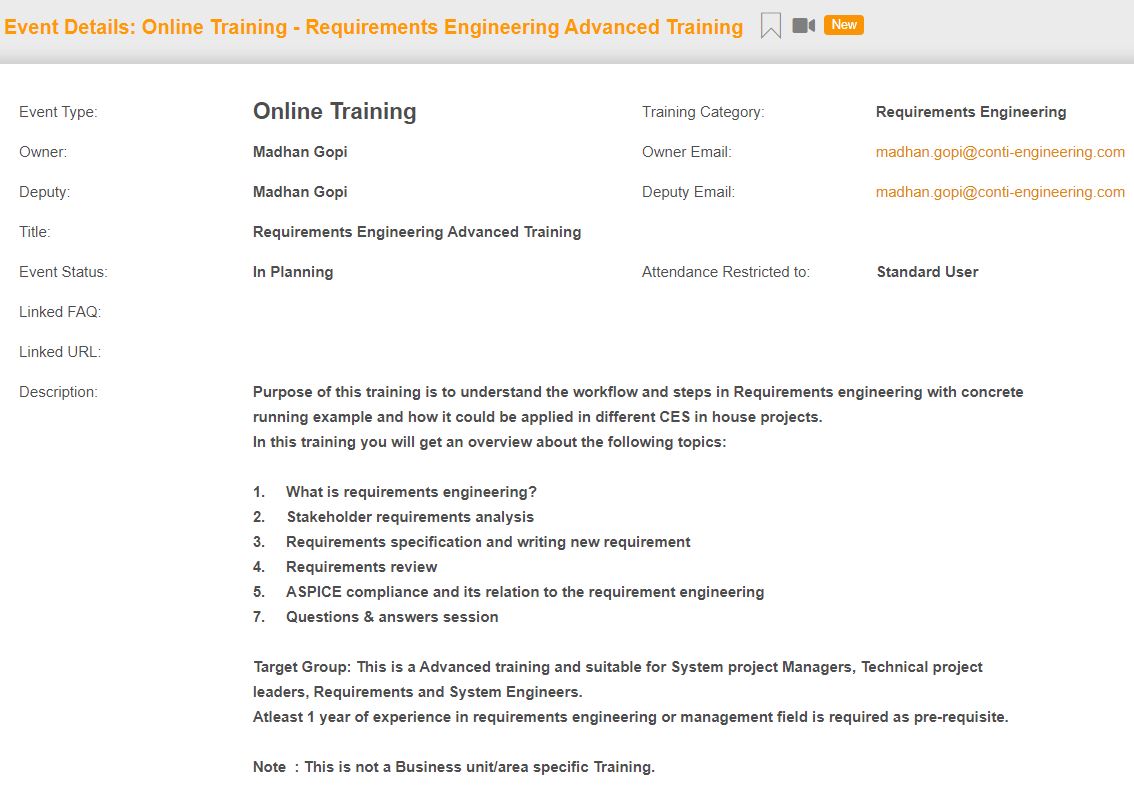 Event Details: Online Training - Requirements Engineering Advanced Training New
Event Type: Online Training Training Category: Requirements Engineering
Owner: Madhan Gopi Owner Email: madhan.gopi@conti-engineering.com
Deputy: Madhan Gopi Deputy Email: madhan.gopi@conti-engineering.com
Title: Requirements Engineering Advanced Training
Event Status: In Planning Attendance Restricted to: Standard User
Linked FAQ:
Linked URL:
Description: Purpose of this training is to understand the workflow and steps in Requirements engineering with concrete
running example and how it could be applied in different CES in house projects.
In this training you will get an overview about the following topics:
1. What is requirements engineering?
2. Stakeholder requirements analysis
3. Requirements specification and writing new requirement
4. Requirements review
5. ASPICE compliance and its relation to the requirement engineering
7. Questions & answers session
Target Group: This is a Advanced training and suitable for System project Managers, Technical project
leaders, Requirements and System Engineers.
Atleast 1 year of experience in requirements engineering or management field is required as pre-requisite.
Note : This is not a Business unit/area specific Training.